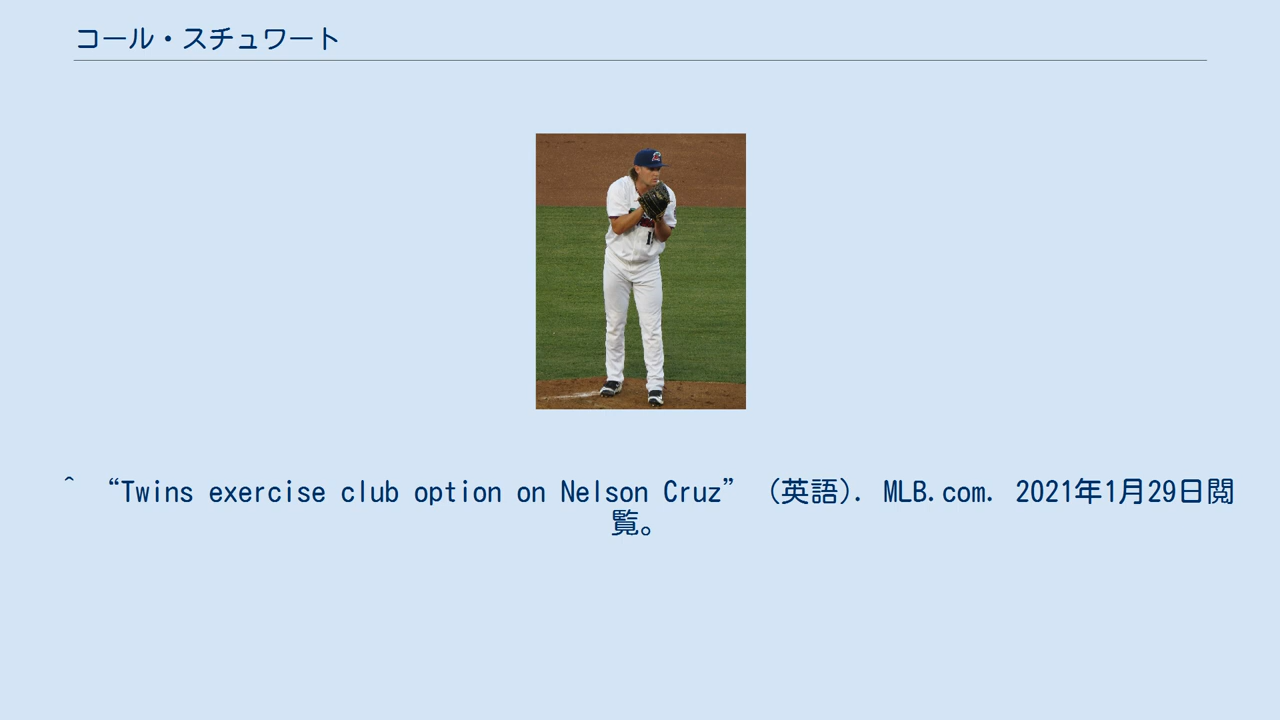 コール・スチュワート
^ “Twins exercise club option on Nelson Cruz” (英語). MLB.com. 2021年1月29日閲
覧。